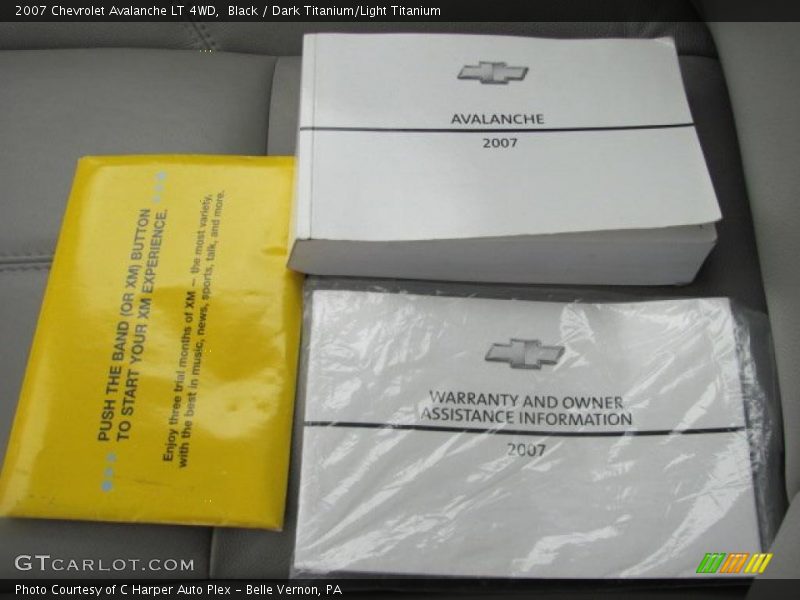 2007 Chevrolet Avalanche LT 4WD,  Black / Dark Titanium/Light Titanium
AVALANCHE
2007
PUSH THE BAND (OR XM) BUTTON
TO START YOUR XM EXPERIENCE.
Enjoy three trial months of XM — the most variety,
with the best in music, news, sports, talk, and more.
WARRANTY AND OWNER
ASSISTANCE INFORMATION
2007
GTCARLOT.COM
Photo Courtesy of C Harper Auto Plex – Belle Vernon, PA